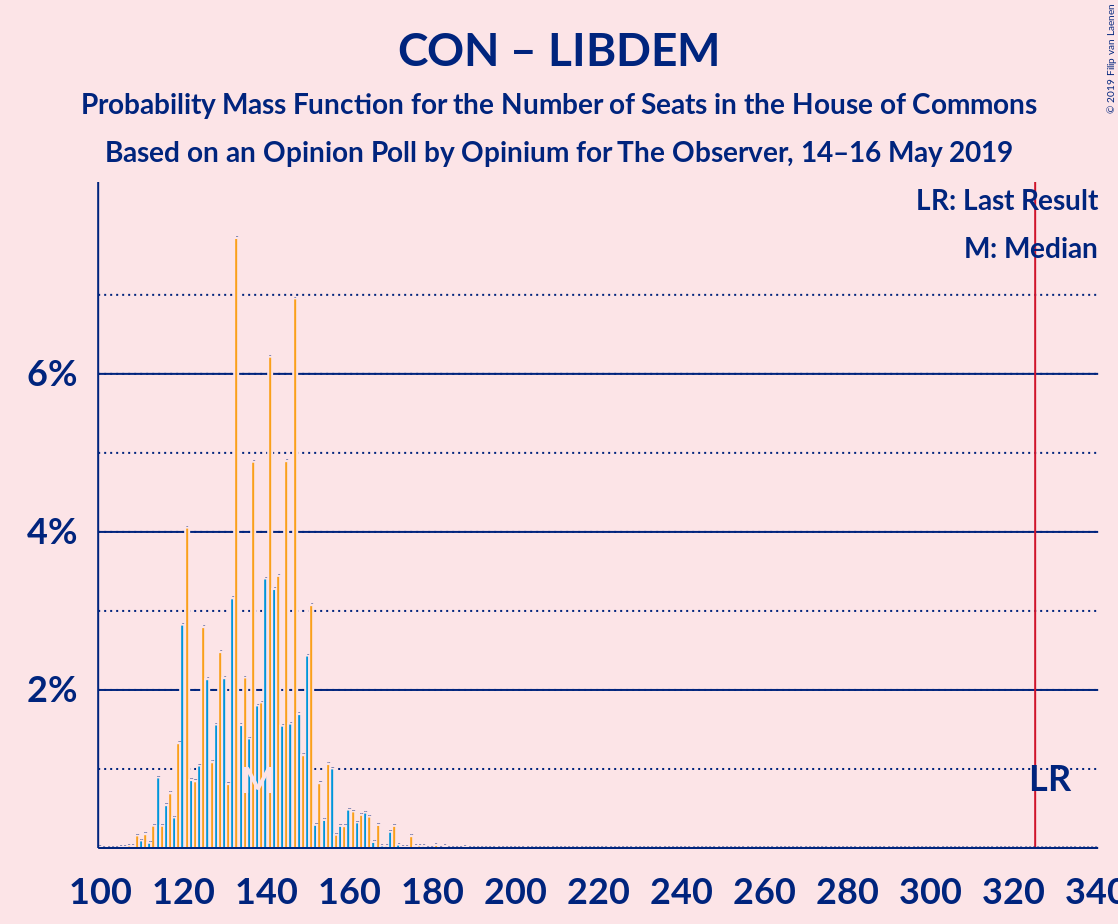 CON – LIBDEM
Probability Mass Function for the Number of Seats in the House of Commons
Based on an Opinion Poll by Opinium for The Observer, 14–16 May 2019
© 2019 Filip van Laenen
LR: Last Result
M: Median
6%
4%
2%
M
LR
100 120 140 160 180 200 220 240 260 280 300 320 340